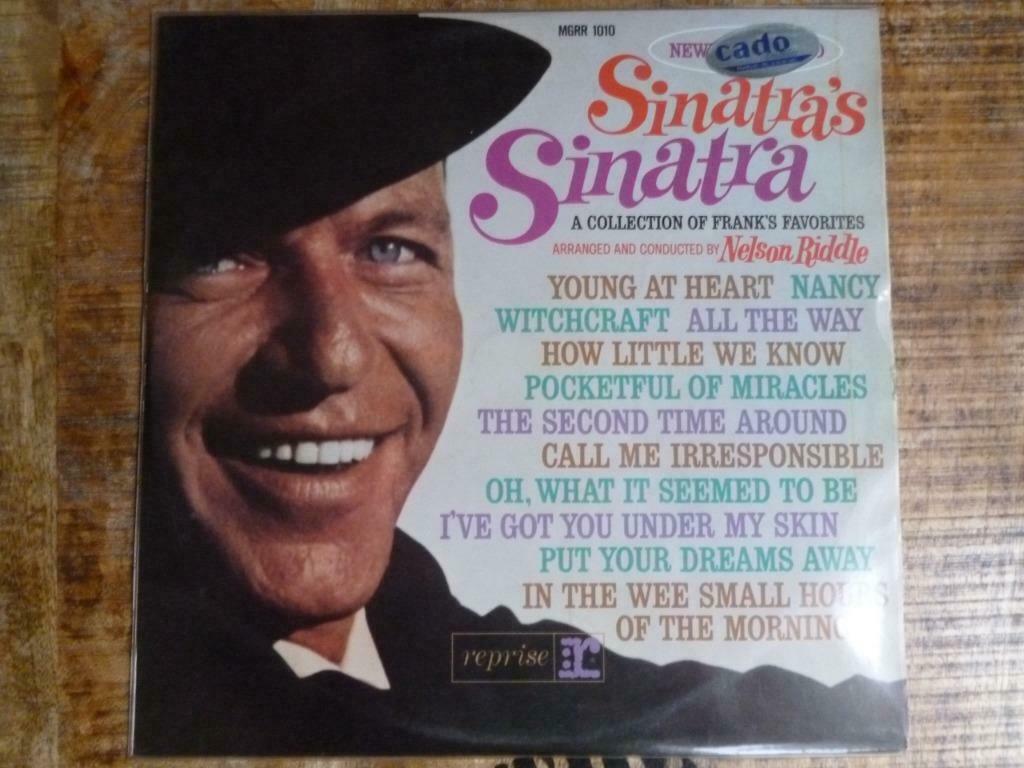 MGRR 1010
NEW
cado
Sinatra's
Sinatra
A COLLECTION OF FRANK'S FAVORITES
ARRANGED AND CONDUCTED BY Nelson Riddle
YOUNG AT HEART NANCY
WITCHCRAFT ALL THE WAY
HOW LITTLE WE KNOW
POCKETFUL OF MIRACLES
THE SECOND TIME AROUND
CALL ME IRRESPONSIBLE
OH, WHAT IT SEEMED TO BE
I'VE GOT YOU UNDER MY SKIN
PUT YOUR DREAMS AWAY
IN THE WEE SMALL HOURS
OF THE MORNING
reprise r